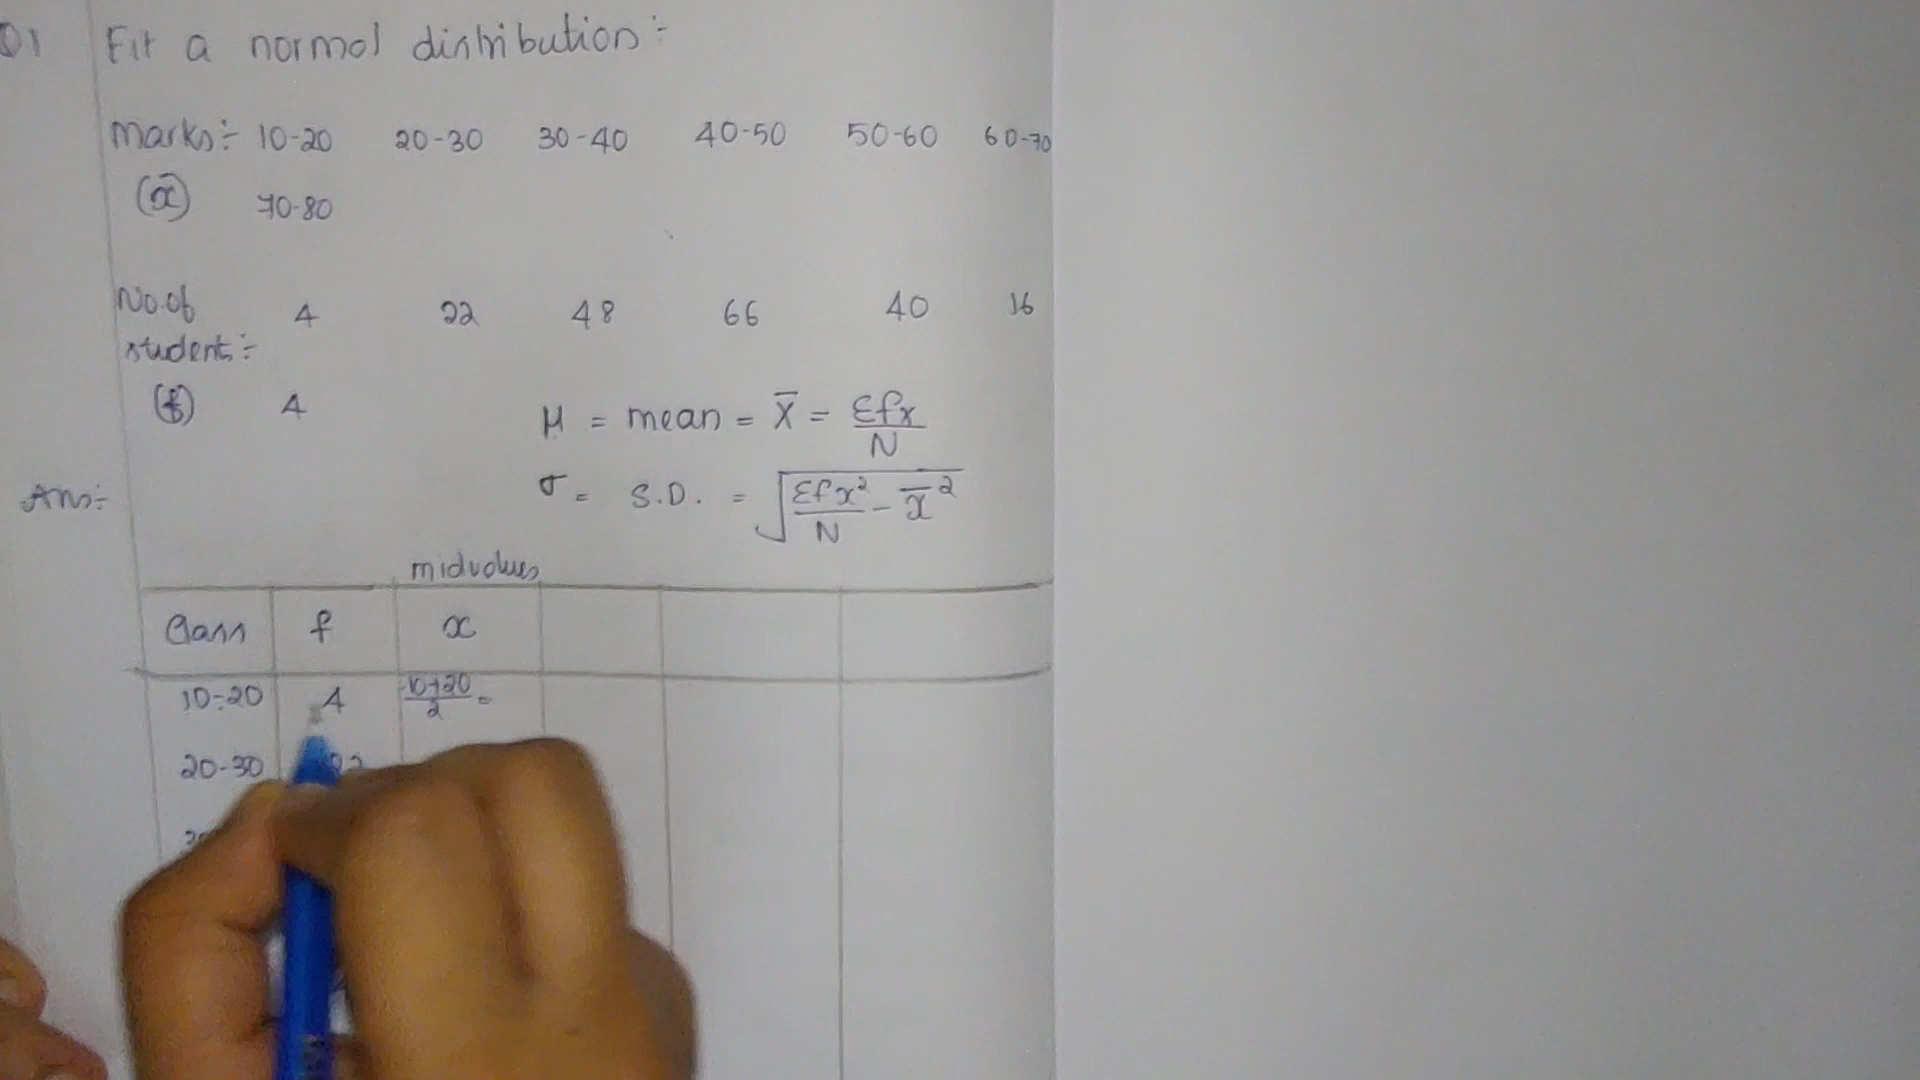 Q1 Fit a normal distribution:-
Marks:- 10-20 20-30 30-40 40-50 50-60 60-70
(x) 70-80
No. of 4 22 48 66 40 16
student:-
(f) 4
μ = mean = X̄ = Σfx/N
σ = S.D. = √(Σfx²/N - x̄²)
Ans:-
midvalues
Class f x
10-20 4 10+20/2 =
20-30 22